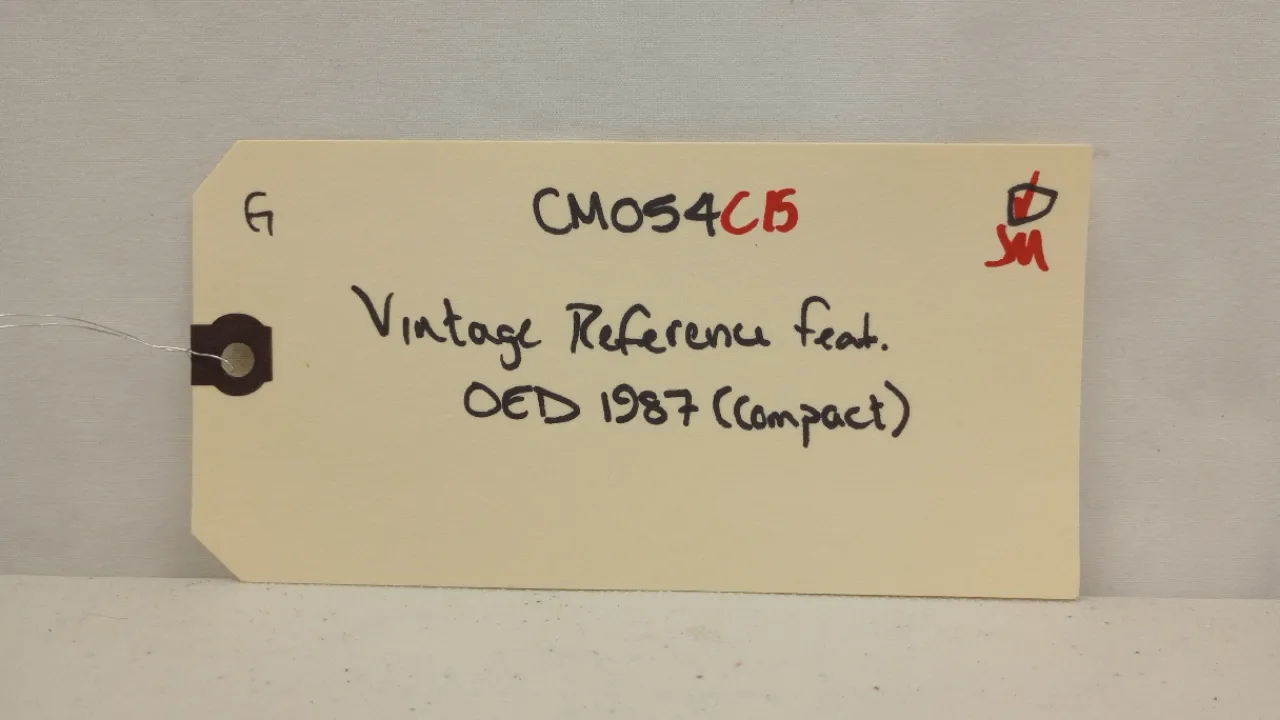 G CM054C15
SM
Vintage Reference feat.
OED 1987 (Compact)